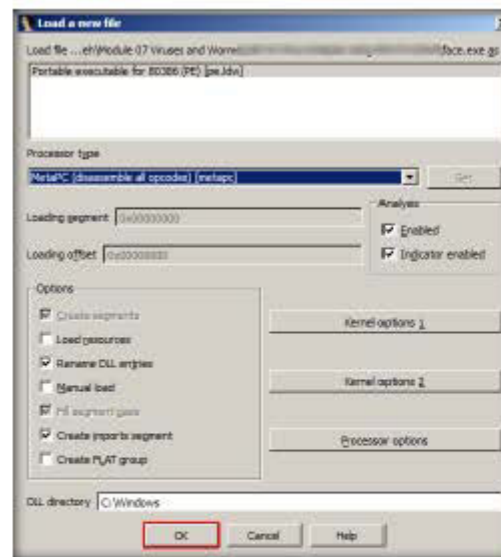 Load a new file
Load file ...eh\Module 07 Viruses and Worms face.exe as
Portable executable for 80386 (PE) [pe.ldw]
Processor type
MetaPC (disassemble all opcodes) [metapc]
Set
Analysis
Loading segment 0x00000000
Enabled
Loading offset 0x00000000
Indicator enabled
Options
Create segments
Load resources
Rename DLL entries
Manual load
Fill segment gaps
Create imports segment
Create FLAT group
Kernel options 1
Kernel options 2
Processor options
DLL directory C:\Windows
OK Cancel Help